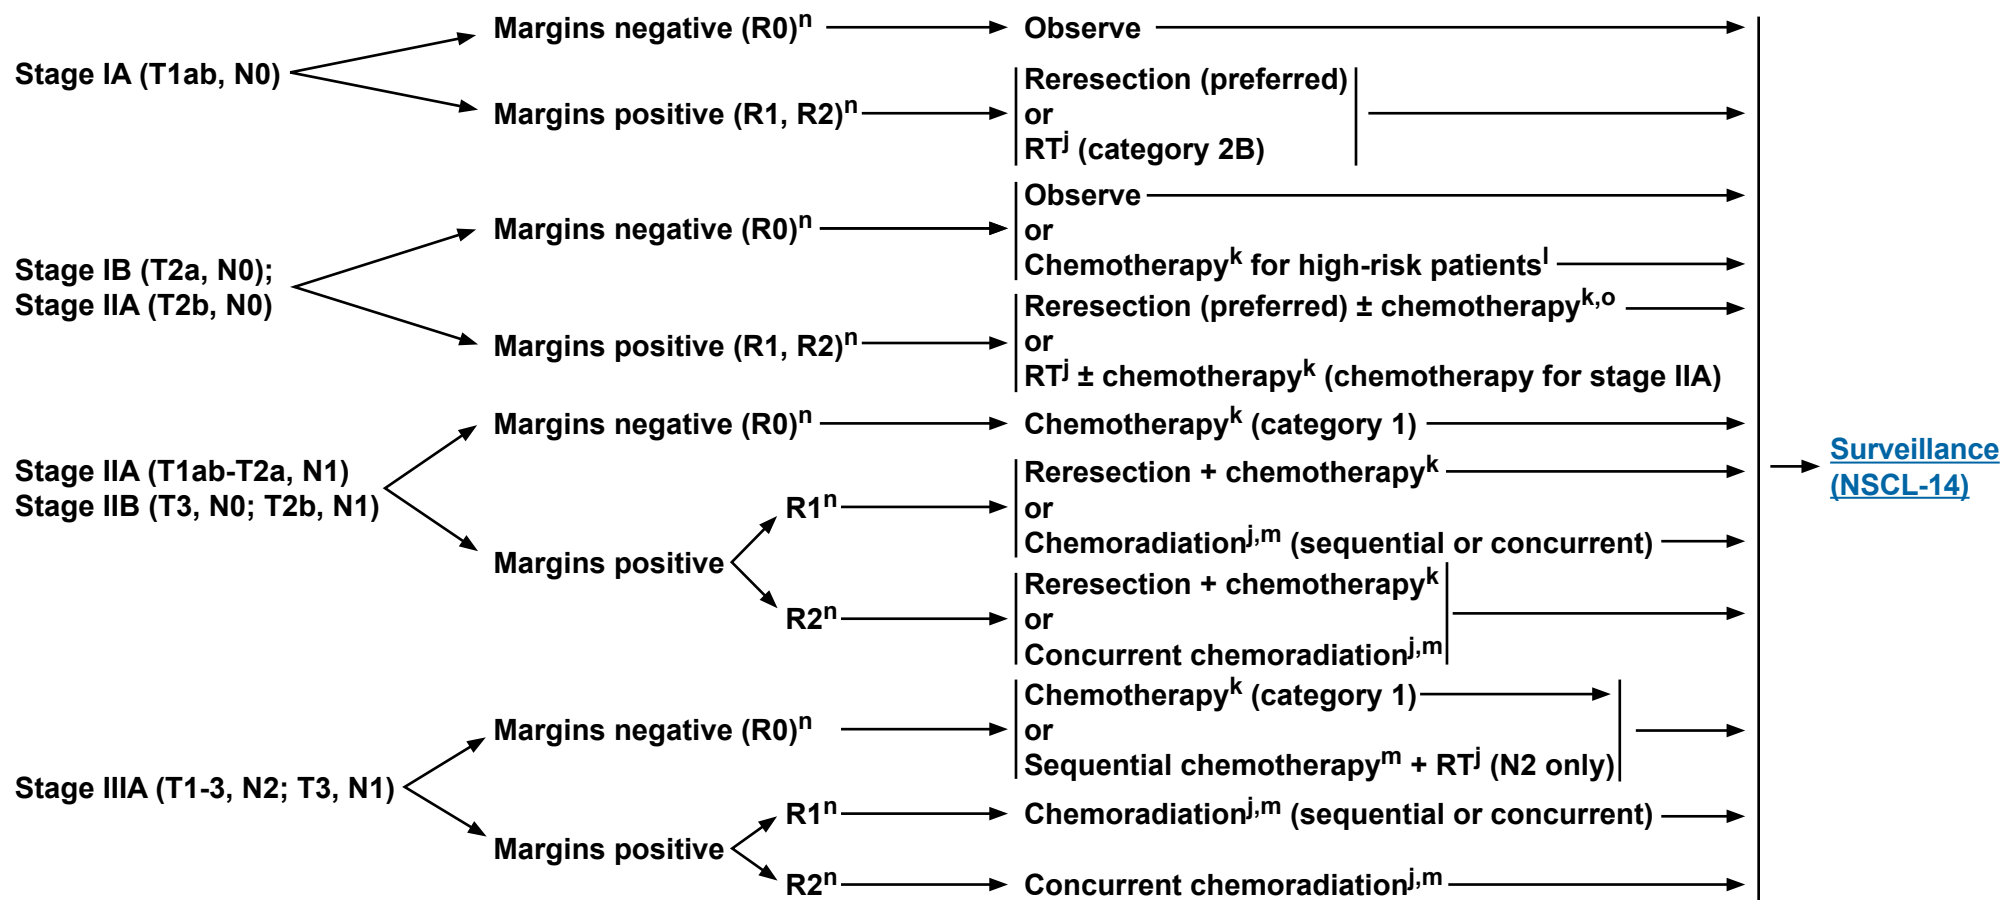 Margins negative (R0)n
Observe
Stage IA (T1ab, N0)
Margins positive (R1, R2)n
Reresection (preferred)
or
RTj (category 2B)
Stage IB (T2a, N0);
Stage IIA (T2b, N0)
Margins negative (R0)n
Observe
or
Chemotherapyk for high-risk patientsl
Margins positive (R1, R2)n
Reresection (preferred) ± chemotherapyk,o
or
RTj ± chemotherapyk (chemotherapy for stage IIA)
Stage IIA (T1ab-T2a, N1)
Stage IIB (T3, N0; T2b, N1)
Margins negative (R0)n
Chemotherapyk (category 1)
Margins positive
R1n
Reresection + chemotherapyk
or
Chemoradiationj,m (sequential or concurrent)
R2n
Reresection + chemotherapyk
or
Concurrent chemoradiationj,m
Stage IIIA (T1-3, N2; T3, N1)
Margins negative (R0)n
Chemotherapyk (category 1)
or
Sequential chemotherapym + RTj (N2 only)
Margins positive
R1n
Chemoradiationj,m (sequential or concurrent)
R2n
Concurrent chemoradiationj,m
Surveillance
(NSCL-14)